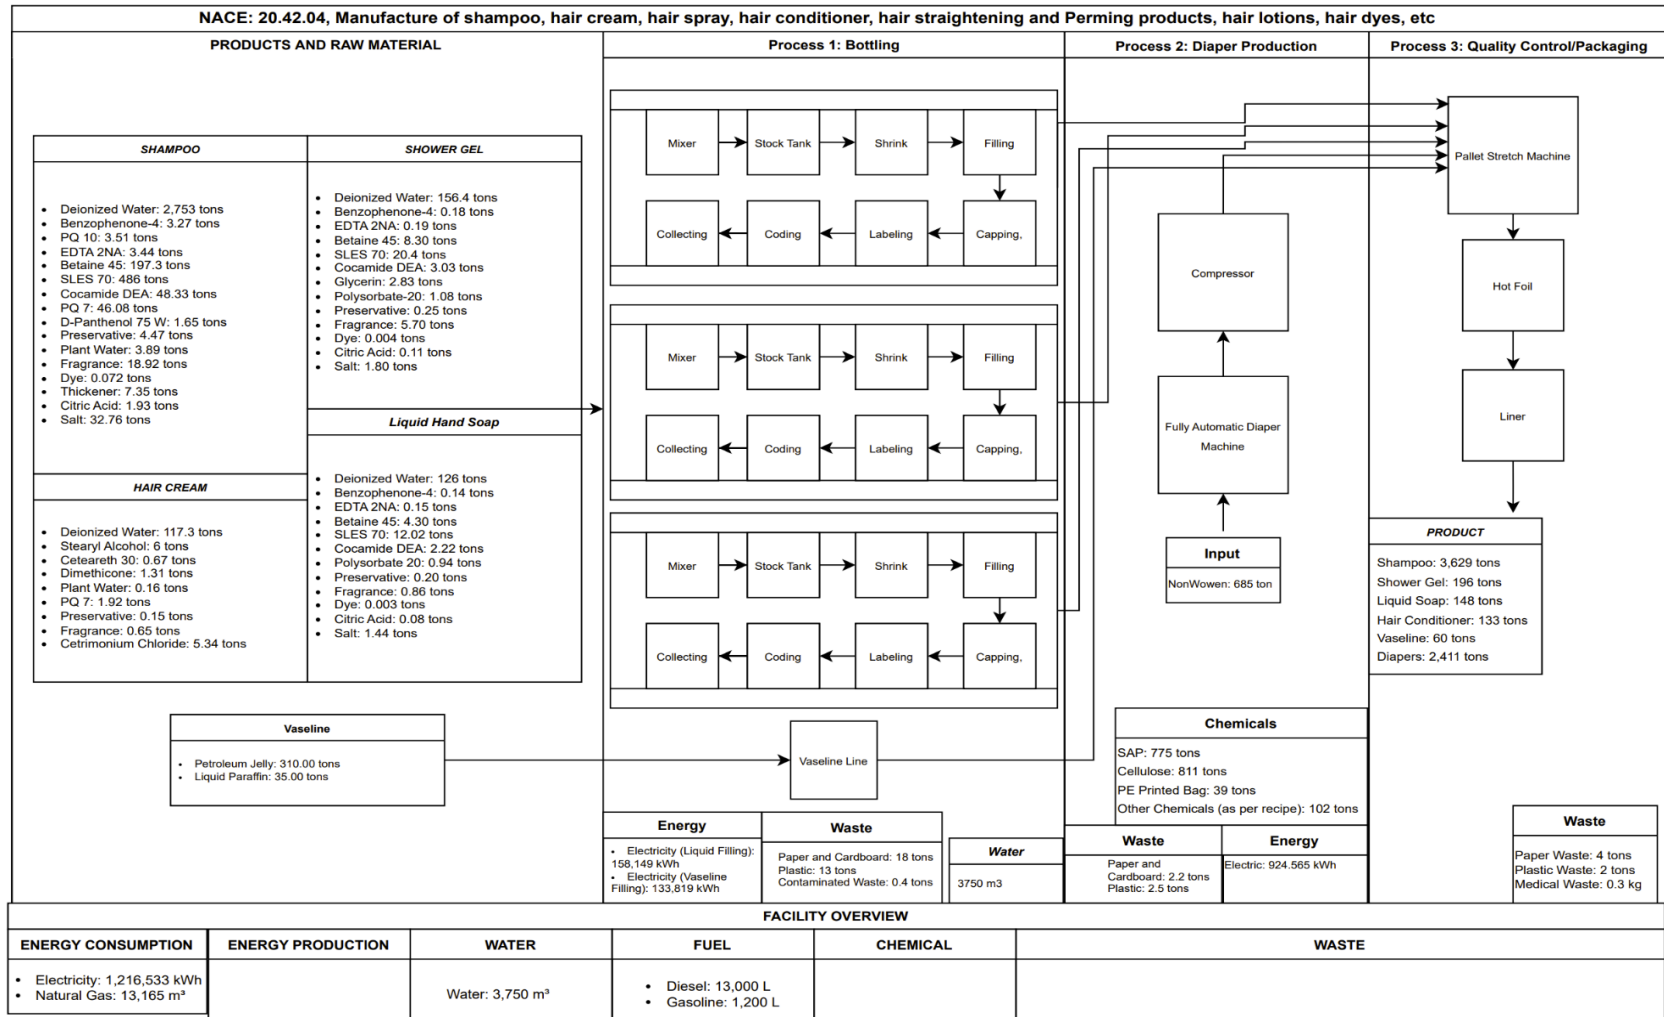 NACE: 20.42.04, Manufacture of shampoo, hair cream, hair spray, hair conditioner, hair straightening and Perming products, hair lotions, hair dyes, etc
PRODUCTS AND RAW MATERIAL
SHAMPOO
• Deionized Water: 2,753 tons
• Benzophenone-4: 3.27 tons
• PQ 10: 3.51 tons
• EDTA 2NA: 3.44 tons
• Betaine 45: 197.3 tons
• SLES 70: 486 tons
• Cocamide DEA: 48.33 tons
• PQ 7: 46.08 tons
• D-Panthenol 75 W: 1.65 tons
• Preservative: 4.47 tons
• Plant Water: 3.89 tons
• Fragrance: 18.92 tons
• Dye: 0.072 tons
• Thickener: 7.35 tons
• Citric Acid: 1.93 tons
• Salt: 32.76 tons
SHOWER GEL
• Deionized Water: 156.4 tons
• Benzophenone-4: 0.18 tons
• EDTA 2NA: 0.19 tons
• Betaine 45: 8.30 tons
• SLES 70: 20.4 tons
• Cocamide DEA: 3.03 tons
• Glycerin: 2.83 tons
• Polysorbate-20: 1.08 tons
• Preservative: 0.25 tons
• Fragrance: 5.70 tons
• Dye: 0.004 tons
• Citric Acid: 0.11 tons
• Salt: 1.80 tons
HAIR CREAM
• Deionized Water: 117.3 tons
• Stearyl Alcohol: 6 tons
• Ceteareth 30: 0.67 tons
• Dimethicone: 1.31 tons
• Plant Water: 0.16 tons
• PQ 7: 1.92 tons
• Preservative: 0.15 tons
• Fragrance: 0.65 tons
• Cetrimonium Chloride: 5.34 tons
Liquid Hand Soap
• Deionized Water: 126 tons
• Benzophenone-4: 0.14 tons
• EDTA 2NA: 0.15 tons
• Betaine 45: 4.30 tons
• SLES 70: 12.02 tons
• Cocamide DEA: 2.22 tons
• Polysorbate 20: 0.94 tons
• Preservative: 0.20 tons
• Fragrance: 0.86 tons
• Dye: 0.003 tons
• Citric Acid: 0.08 tons
• Salt: 1.44 tons
Vaseline
• Petroleum Jelly: 310.00 tons
• Liquid Paraffin: 35.00 tons
Process 1: Bottling
Mixer
Stock Tank
Shrink
Filling
Collecting
Coding
Labeling
Capping,
Mixer
Stock Tank
Shrink
Filling
Collecting
Coding
Labeling
Capping,
Mixer
Stock Tank
Shrink
Filling
Collecting
Coding
Labeling
Capping,
Vaseline Line
Energy
• Electricity (Liquid Filling):
158,149 kWh
• Electricity (Vaseline
Filling): 133,819 kWh
Waste
Paper and Cardboard: 18 tons
Plastic: 13 tons
Contaminated Waste: 0.4 tons
Water
3750 m3
Process 2: Diaper Production
Compressor
Fully Automatic Diaper
Machine
Input
NonWowen: 685 ton
Chemicals
SAP: 775 tons
Cellulose: 811 tons
PE Printed Bag: 39 tons
Other Chemicals (as per recipe): 102 tons
Waste
Paper and
Cardboard: 2.2 tons
Plastic: 2.5 tons
Energy
Electric: 924.565 kWh
Process 3: Quality Control/Packaging
Pallet Stretch Machine
Hot Foil
Liner
PRODUCT
Shampoo: 3,629 tons
Shower Gel: 196 tons
Liquid Soap: 148 tons
Hair Conditioner: 133 tons
Vaseline: 60 tons
Diapers: 2,411 tons
Waste
Paper Waste: 4 tons
Plastic Waste: 2 tons
Medical Waste: 0.3 kg
FACILITY OVERVIEW
ENERGY CONSUMPTION
• Electricity: 1,216,533 kWh
• Natural Gas: 13,165 m³
ENERGY PRODUCTION
WATER
Water: 3,750 m³
FUEL
• Diesel: 13,000 L
• Gasoline: 1,200 L
CHEMICAL
WASTE